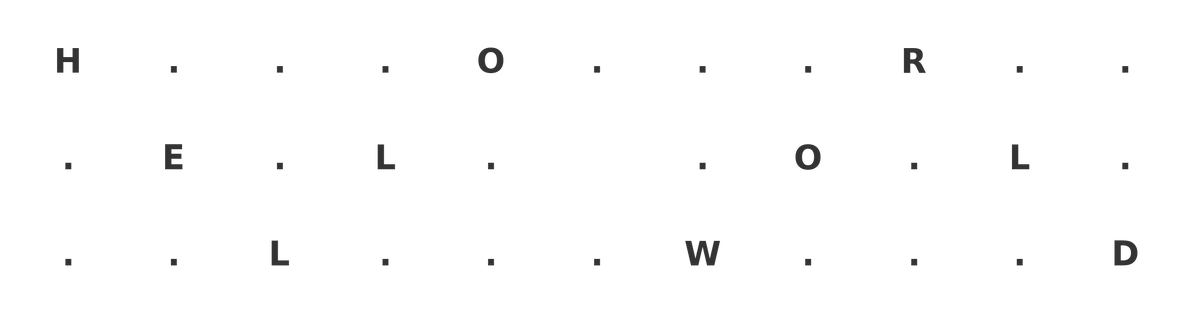 H . . . O . . . R . .
. E . L .   . O . L .
. . L . . . W . . . D